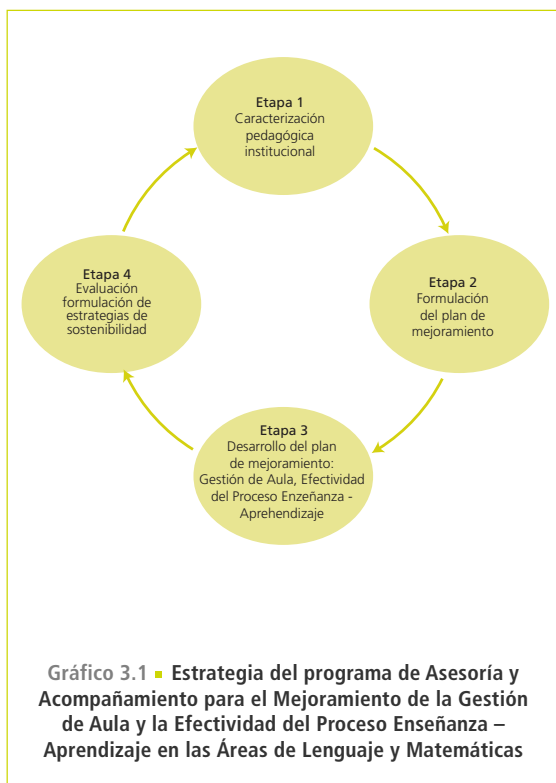 Etapa 1
Caracterización
pedagógica
institucional
Etapa 2
Formulación
del plan de
mejoramiento
Etapa 3
Desarrollo del plan
de mejoramiento:
Gestión de Aula, Efectividad
del Proceso Enzeñanza -
Aprehendizaje
Etapa 4
Evaluación
formulación de
estrategias de
sostenibilidad
Gráfico 3.1 ▪ Estrategia del programa de Asesoría y
Acompañamiento para el Mejoramiento de la Gestión
de Aula y la Efectividad del Proceso Enseñanza –
Aprendizaje en las Áreas de Lenguaje y Matemáticas